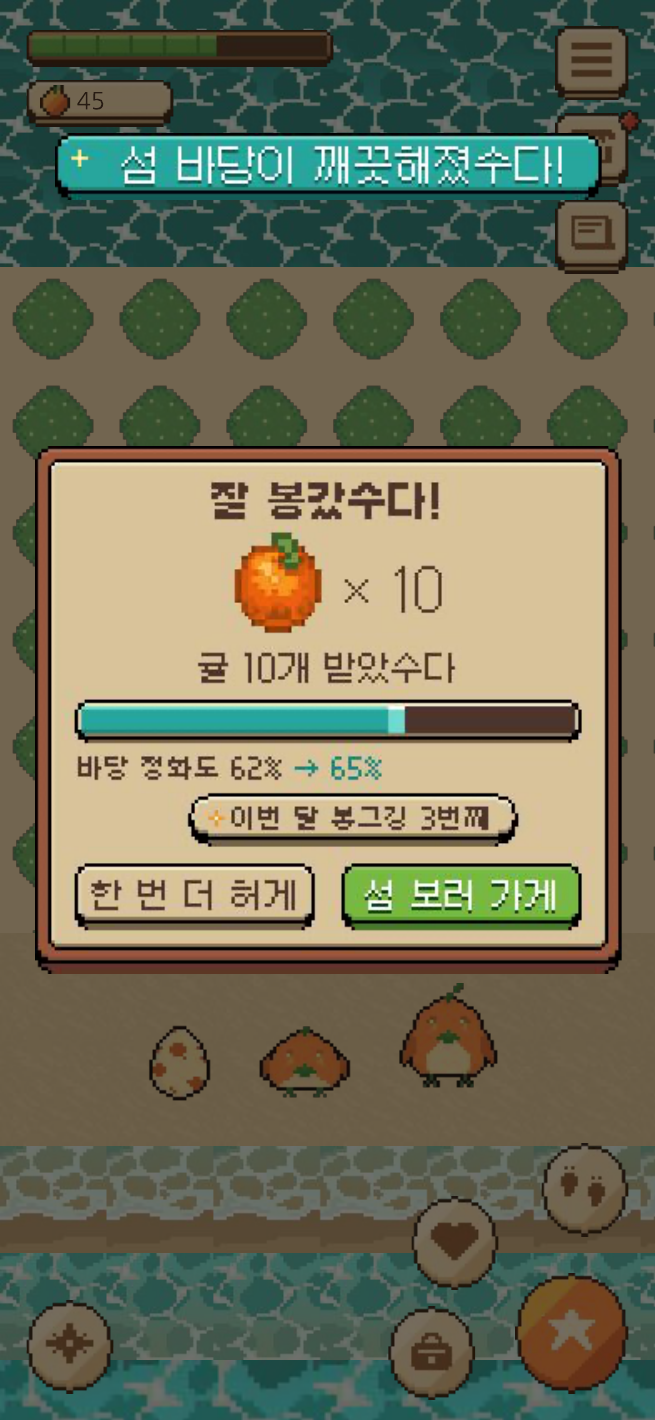 45
섬 바당이 깨끗해졌수다!
잘 봉갔수다!
× 10
귤 10개 받았수다
바당 정화도 62% → 65%
이번 달 봉그깅 3번째
한 번 더 허게
섬 보러 가게